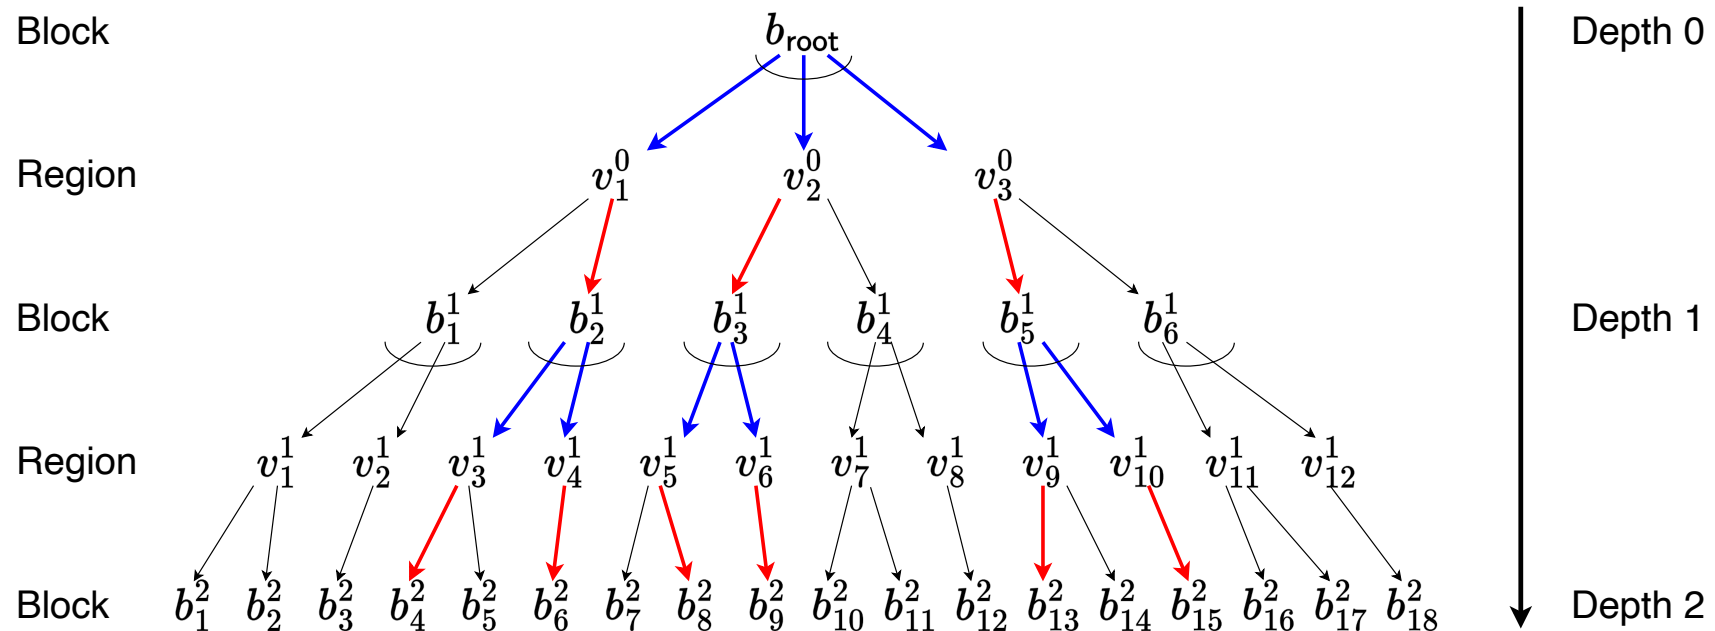 Block b_root Depth 0
Region v_1^0 v_2^0 v_3^0
Block b_1^1 b_2^1 b_3^1 b_4^1 b_5^1 b_6^1 Depth 1
Region v_1^1 v_2^1 v_3^1 v_4^1 v_5^1 v_6^1 v_7^1 v_8^1 v_9^1 v_10^1 v_11^1 v_12^1
Block b_1^2 b_2^2 b_3^2 b_4^2 b_5^2 b_6^2 b_7^2 b_8^2 b_9^2 b_10^2 b_11^2 b_12^2 b_13^2 b_14^2 b_15^2 b_16^2 b_17^2 b_18^2 Depth 2